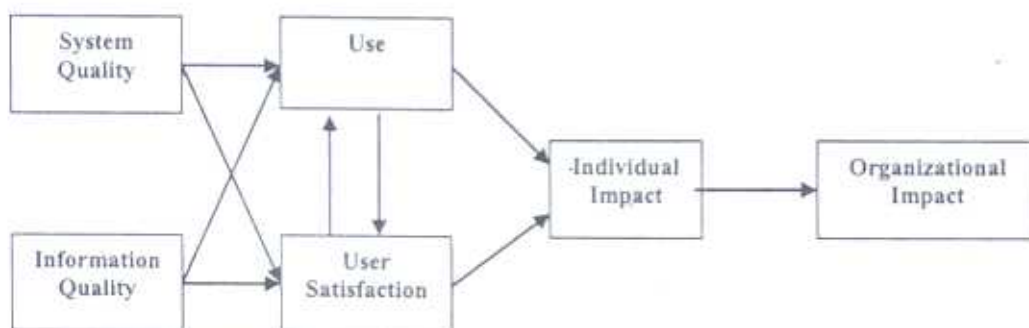 System
Quality
Use
-Individual
Impact
Organizational
Impact
Information
Quality
User
Satisfaction